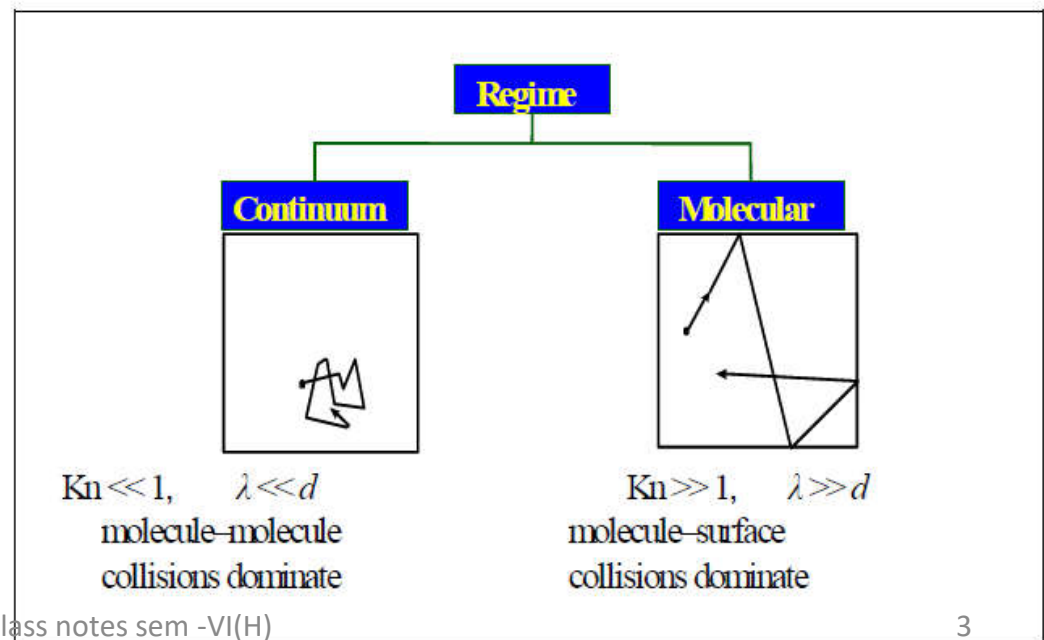 Regime
Continuum
Molecular
Kn << 1, λ << d
molecule–molecule
collisions dominate
Kn >> 1, λ >> d
molecule–surface
collisions dominate
lass notes sem -VI(H)
3